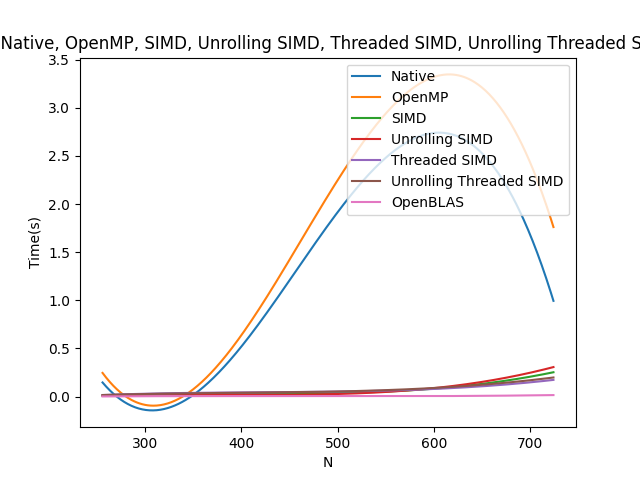 Native, OpenMP, SIMD, Unrolling SIMD, Threaded SIMD, Unrolling Threaded S
3.5
3.0
2.5
2.0
1.5
1.0
0.5
0.0
Time(s)
Native
OpenMP
SIMD
Unrolling SIMD
Threaded SIMD
Unrolling Threaded SIMD
OpenBLAS
300 400 500 600 700
N